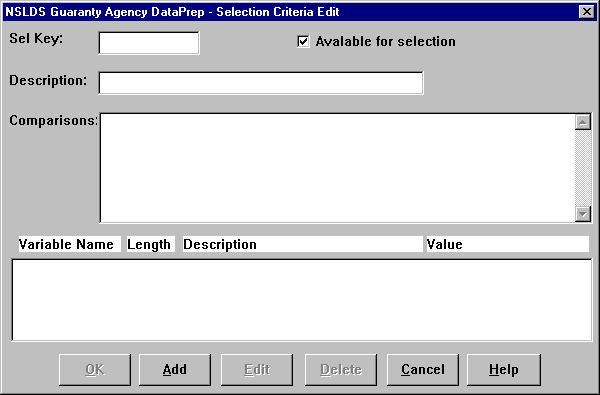 NSLDS Guaranty Agency DataPrep - Selection Criteria Edit
Sel Key: Avalable for selection
Description:
Comparisons:
Variable Name Length Description Value
OK Add Edit Delete Cancel Help